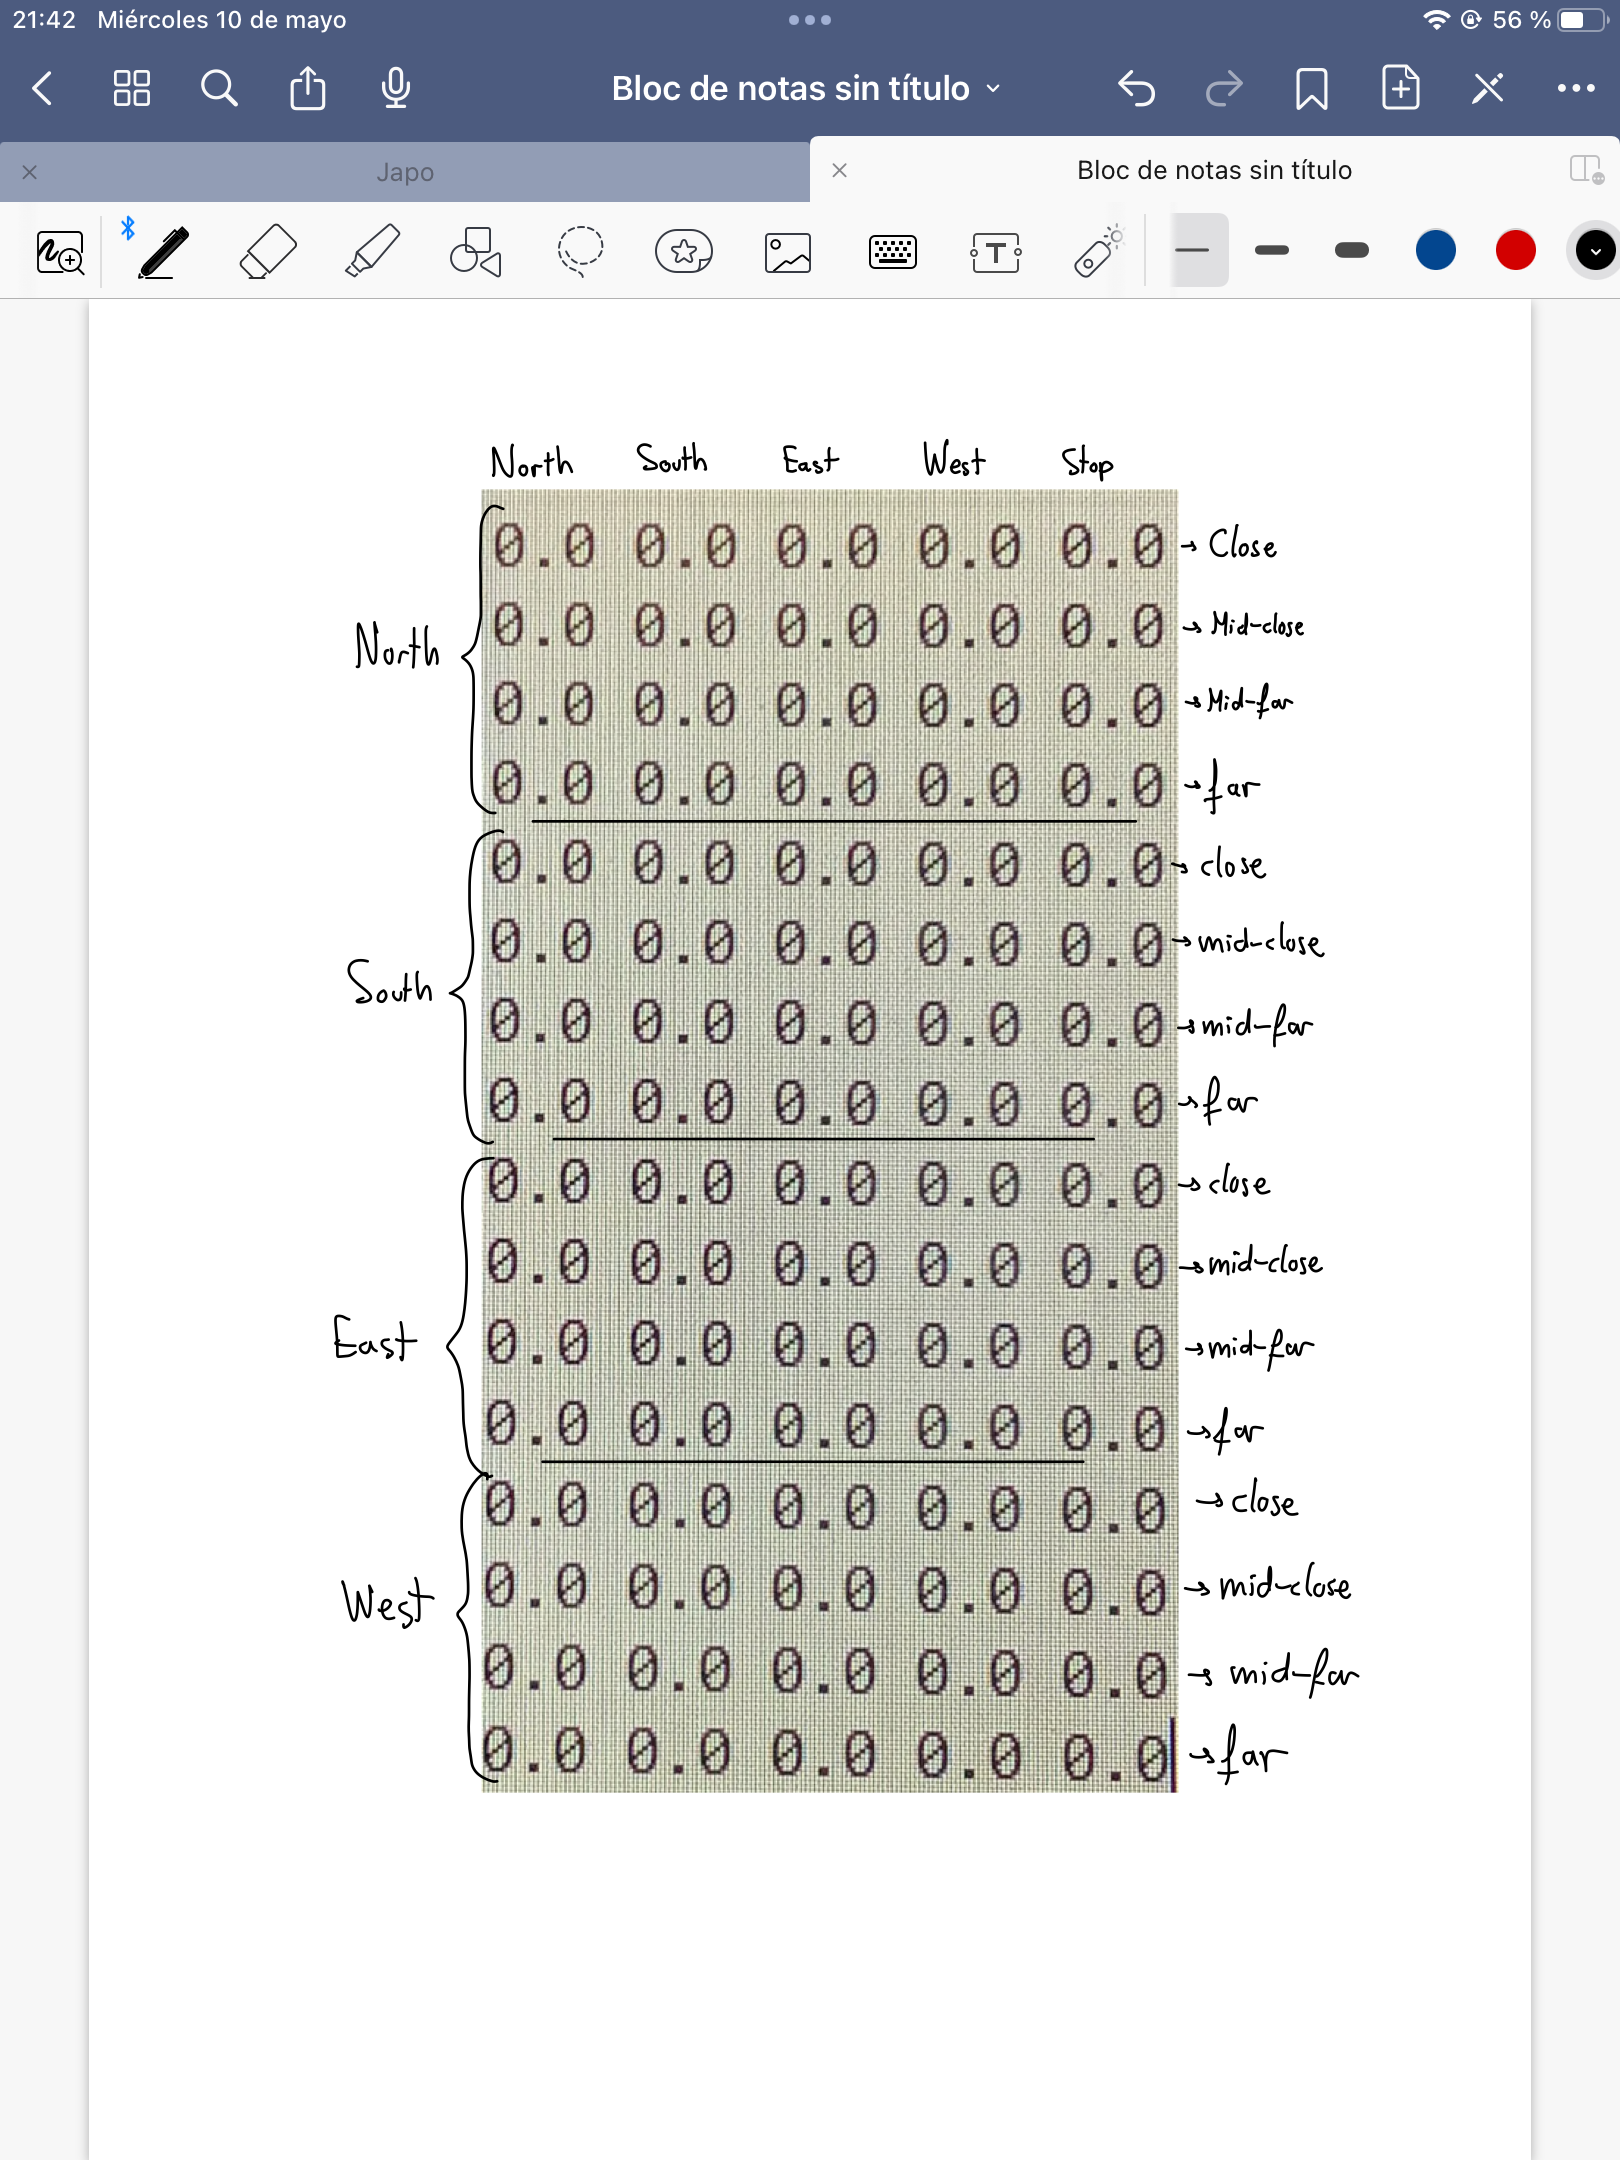 21:42 Miércoles 10 de mayo 56 %
Bloc de notas sin título
Japo Bloc de notas sin título
T
North South East West Stop
0.0 0.0 0.0 0.0 0.0 → Close
0.0 0.0 0.0 0.0 0.0 → Mid-close
North
0.0 0.0 0.0 0.0 0.0 → Mid-far
0.0 0.0 0.0 0.0 0.0 → far
0.0 0.0 0.0 0.0 0.0 → close
0.0 0.0 0.0 0.0 0.0 → mid-close
South
0.0 0.0 0.0 0.0 0.0 → mid-far
0.0 0.0 0.0 0.0 0.0 → far
0.0 0.0 0.0 0.0 0.0 → close
0.0 0.0 0.0 0.0 0.0 → mid-close
East
0.0 0.0 0.0 0.0 0.0 → mid-far
0.0 0.0 0.0 0.0 0.0 → far
0.0 0.0 0.0 0.0 0.0 → close
0.0 0.0 0.0 0.0 0.0 → mid-close
West
0.0 0.0 0.0 0.0 0.0 → mid-far
0.0 0.0 0.0 0.0 0.0 → far